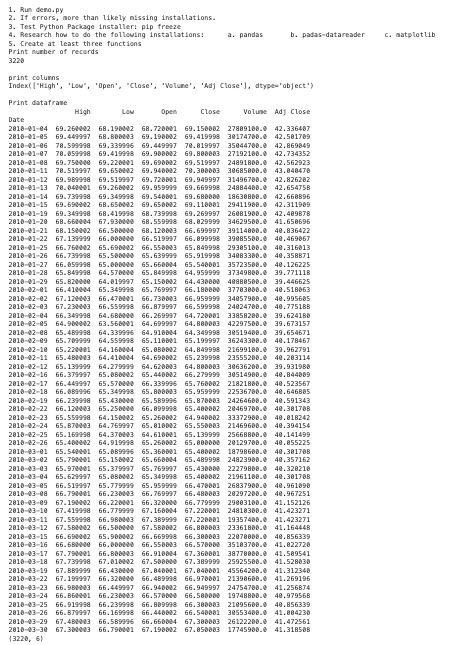 1. Run demo.py
2. If errors, more than likely missing installations.
3. Test Python Package installer: pip freeze
4. Research how to do the following installations: a. pandas b. padas-datareader c. matplotlib
5. Create at least three functions
Print number of records
3220
print columns
Index(['High', 'Low', 'Open', 'Close', 'Volume', 'Adj Close'], dtype='object')
Print dataframe
High Low Open Close Volume Adj Close
Date
2010-01-04 69.260002 68.190002 68.720001 69.150002 27809100.0 42.336407
2010-01-05 69.449997 68.800003 69.190002 69.419998 30174700.0 42.501709
2010-01-06 70.599998 69.339996 69.449997 70.019997 35044700.0 42.869049
2010-01-07 70.059998 69.419998 69.900002 69.800003 27192100.0 42.734352
2010-01-08 69.750000 69.220001 69.690002 69.519997 24891800.0 42.562923
2010-01-11 70.519997 69.650002 69.940002 70.300003 30685000.0 43.040470
2010-01-12 69.989998 69.519997 69.720001 69.949997 31496700.0 42.826202
2010-01-13 70.040001 69.260002 69.959999 69.669998 24884400.0 42.654758
2010-01-14 69.739998 69.349998 69.540001 69.680000 18630800.0 42.660896
2010-01-15 69.690002 68.650002 69.650002 69.110001 29411900.0 42.311909
2010-01-19 69.349998 68.419998 68.739998 69.269997 26081900.0 42.409878
2010-01-20 68.660004 67.930000 68.559998 68.029999 34629500.0 41.650696
2010-01-21 68.150002 66.500000 68.120003 66.699997 39114000.0 40.836422
2010-01-22 67.139999 66.000000 66.519997 66.099998 39085500.0 40.469067
2010-01-25 66.760002 65.690002 66.550003 65.849998 29305100.0 40.316013
2010-01-26 66.739998 65.500000 65.639999 65.919998 34083300.0 40.358871
2010-01-27 66.059998 65.000000 65.660004 65.540001 35723500.0 40.126225
2010-01-28 65.849998 64.570000 65.849998 64.959999 37349800.0 39.771118
2010-01-29 65.820000 64.019997 65.150002 64.430000 40880500.0 39.446625
2010-02-01 66.410004 65.349998 65.769997 66.180000 37703000.0 40.518063
2010-02-02 67.120003 66.470001 66.730003 66.959999 34057900.0 40.995605
2010-02-03 67.230003 66.559998 66.879997 66.599998 24024700.0 40.775188
2010-02-04 66.349998 64.680000 66.269997 64.720001 33858200.0 39.624180
2010-02-05 64.900002 63.560001 64.699997 64.800003 42297500.0 39.673157
2010-02-08 65.489998 64.339996 64.910004 64.349998 30519000.0 39.654671
2010-02-09 65.709999 64.559998 65.110001 65.199997 36243300.0 40.178467
2010-02-10 65.220001 64.160004 65.080002 64.849998 21699100.0 39.962791
2010-02-11 65.480003 64.410004 64.690002 65.239998 23555200.0 40.203114
2010-02-12 65.139999 64.279999 64.620003 64.800003 30636200.0 39.931980
2010-02-16 66.379997 65.080002 65.440002 66.279999 30514900.0 40.844009
2010-02-17 66.449997 65.570000 66.339996 65.760002 21821800.0 40.523567
2010-02-18 66.089996 65.349998 65.800003 65.959999 22536700.0 40.646805
2010-02-19 66.239998 65.430000 65.589996 65.870003 24264600.0 40.591343
2010-02-22 66.120003 65.250000 66.099998 65.400002 20469700.0 40.301708
2010-02-23 65.559998 64.150002 65.260002 64.940002 33372900.0 40.018242
2010-02-24 65.870003 64.769997 65.010002 65.550003 21469600.0 40.394154
2010-02-25 65.169998 64.370003 64.610001 65.139999 25668800.0 40.141499
2010-02-26 65.400002 64.919998 65.260002 65.000000 20129700.0 40.055225
2010-03-01 65.540001 65.089996 65.360001 65.400002 18798600.0 40.301708
2010-03-02 65.790001 65.150002 65.660004 65.489998 24823900.0 40.357162
2010-03-03 65.970001 65.379997 65.769997 65.430000 22279800.0 40.320210
2010-03-04 65.629997 65.080002 65.349998 65.400002 21961100.0 40.301708
2010-03-05 66.519997 65.779999 65.959999 66.470001 26837900.0 40.961090
2010-03-08 66.790001 66.230003 66.769997 66.480003 20297200.0 40.967251
2010-03-09 67.190002 66.220001 66.320000 66.779999 29003100.0 41.152126
2010-03-10 67.419998 66.779999 67.160004 67.220001 24810300.0 41.423271
2010-03-11 67.559998 66.980003 67.389999 67.220001 19357400.0 41.423271
2010-03-12 67.580002 66.500000 67.580002 66.800003 23361800.0 41.164448
2010-03-15 66.690002 65.900002 66.669998 66.300003 22070400.0 40.856339
2010-03-16 66.680000 66.000000 66.550003 66.570000 35103700.0 41.022720
2010-03-17 67.790001 66.800003 66.910004 67.360001 38770000.0 41.509541
2010-03-18 67.739998 67.010002 67.500000 67.389999 25925500.0 41.528030
2010-03-19 67.889999 66.430000 67.040001 67.040001 45564200.0 41.312340
2010-03-22 67.199997 66.320000 66.489998 66.970001 21390600.0 41.269196
2010-03-23 66.980003 66.449997 66.940002 66.949997 24754700.0 41.256874
2010-03-24 66.860001 66.230003 66.570000 66.500000 19748800.0 40.979568
2010-03-25 66.919998 66.239998 66.809998 66.300003 21095600.0 40.856339
2010-03-26 66.879997 66.169998 66.440002 66.540001 30553400.0 41.004230
2010-03-29 67.489998 66.589996 66.660004 67.300003 26122200.0 41.472561
2010-03-30 67.300003 66.790001 67.190002 67.050003 17745900.0 41.318508
(3220, 6)